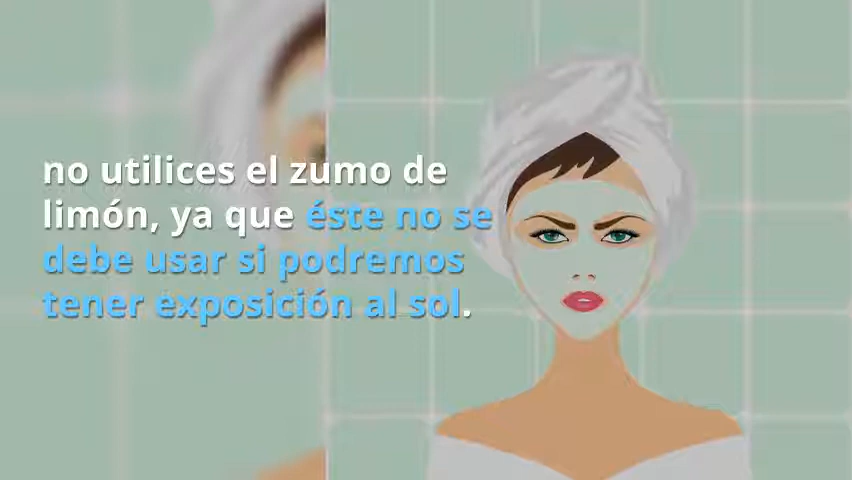 no utilices el zumo de
limón, ya que éste no se
debe usar si podremos
tener exposición al sol.